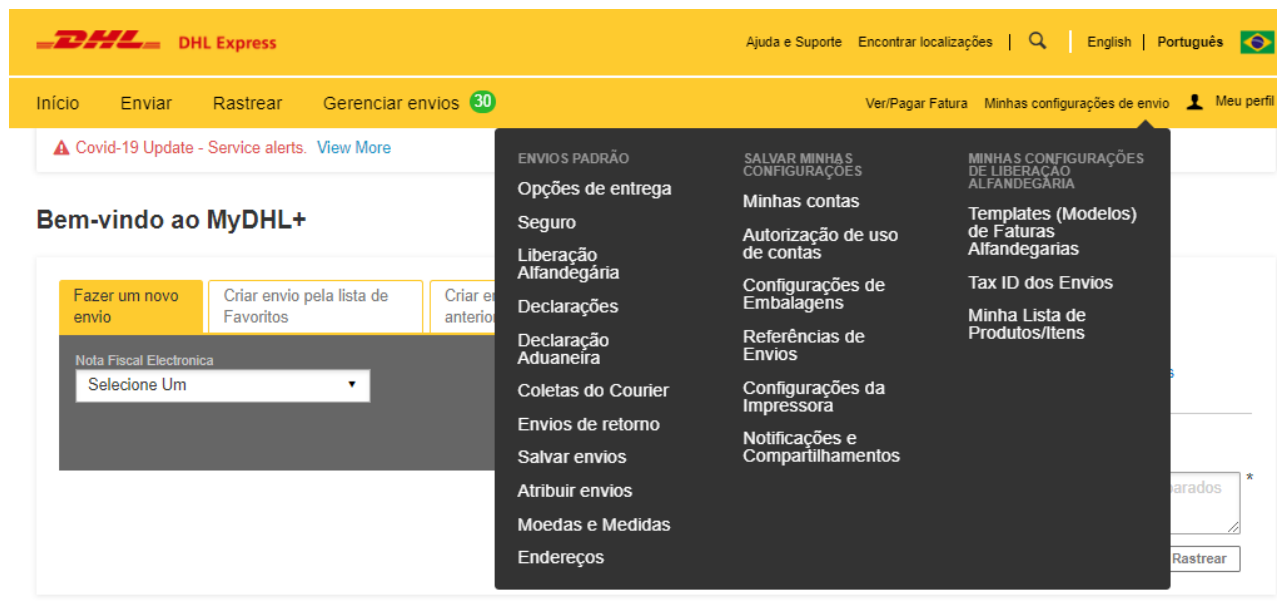 DHL DHL Express
Ajuda e Suporte Encontrar localizações | English | Português
Início Enviar Rastrear Gerenciar envios 30
Ver/Pagar Fatura Minhas configurações de envio Meu perfil
Covid-19 Update - Service alerts. View More
Bem-vindo ao MyDHL+
Fazer um novo
envio
Criar envio pela lista de
Favoritos
Criar
anterio
Nota Fiscal Electronica
Selecione Um
ENVIOS PADRÃO
Opções de entrega
Seguro
Liberação
Alfandegária
Declarações
Declaração
Aduaneira
Coletas do Courier
Envios de retorno
Salvar envios
Atribuir envios
Moedas e Medidas
Endereços
SALVAR MINHAS
CONFIGURAÇÕES
Minhas contas
Autorização de uso
de contas
Configurações de
Embalagens
Referências de
Envios
Configurações da
Impressora
Notificações e
Compartilhamentos
MINHAS CONFIGURAÇÕES
DE LIBERAÇÃO
ALFANDEGÁRIA
Templates (Modelos)
de Faturas
Alfandegarias
Tax ID dos Envios
Minha Lista de
Produtos/Itens
s
parados *
Rastrear